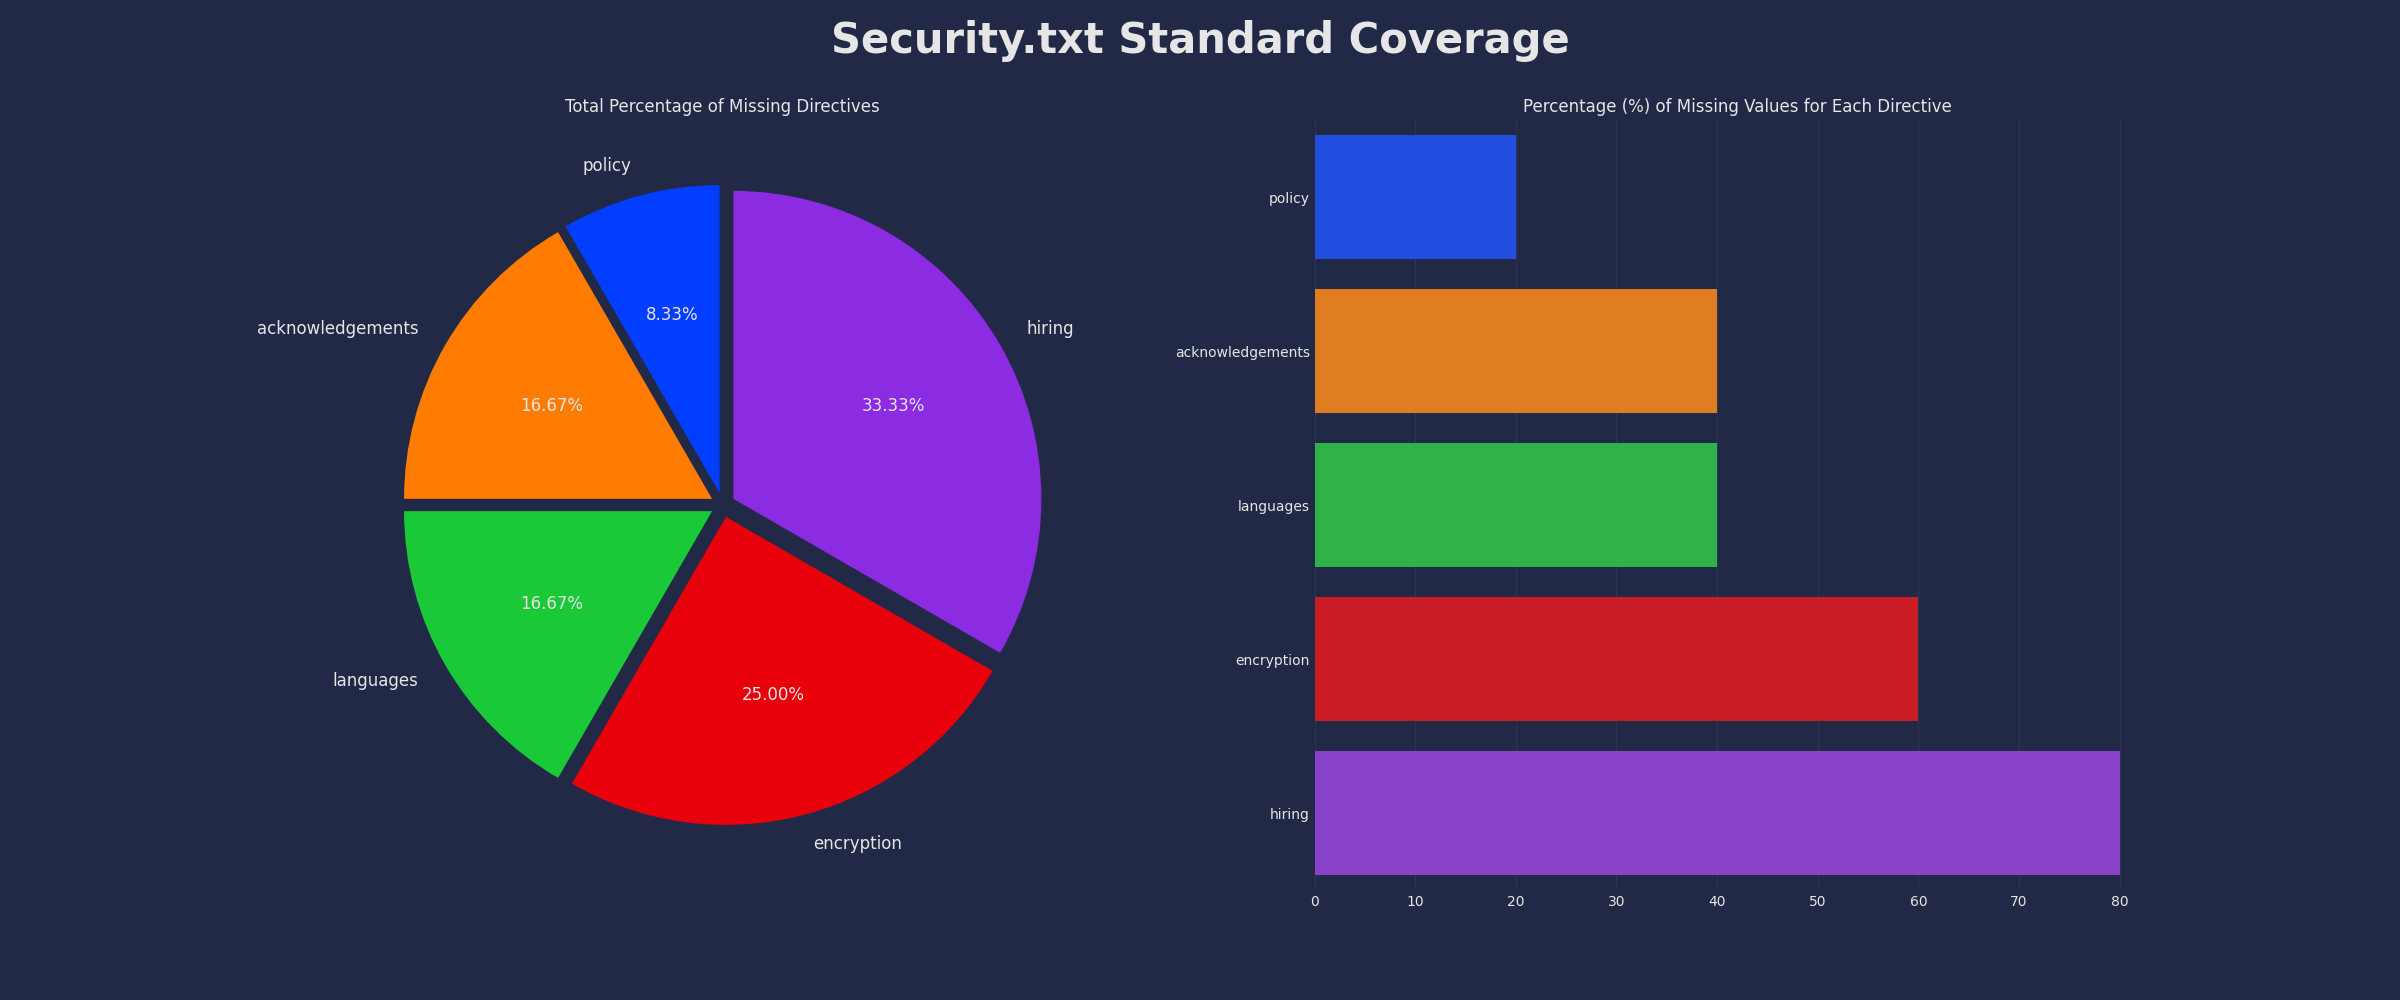 Security.txt Standard Coverage
Total Percentage of Missing Directives
policy
acknowledgements
hiring
languages
encryption
8.33%
16.67%
33.33%
16.67%
25.00%
Percentage (%) of Missing Values for Each Directive
policy
acknowledgements
languages
encryption
hiring
0 10 20 30 40 50 60 70 80